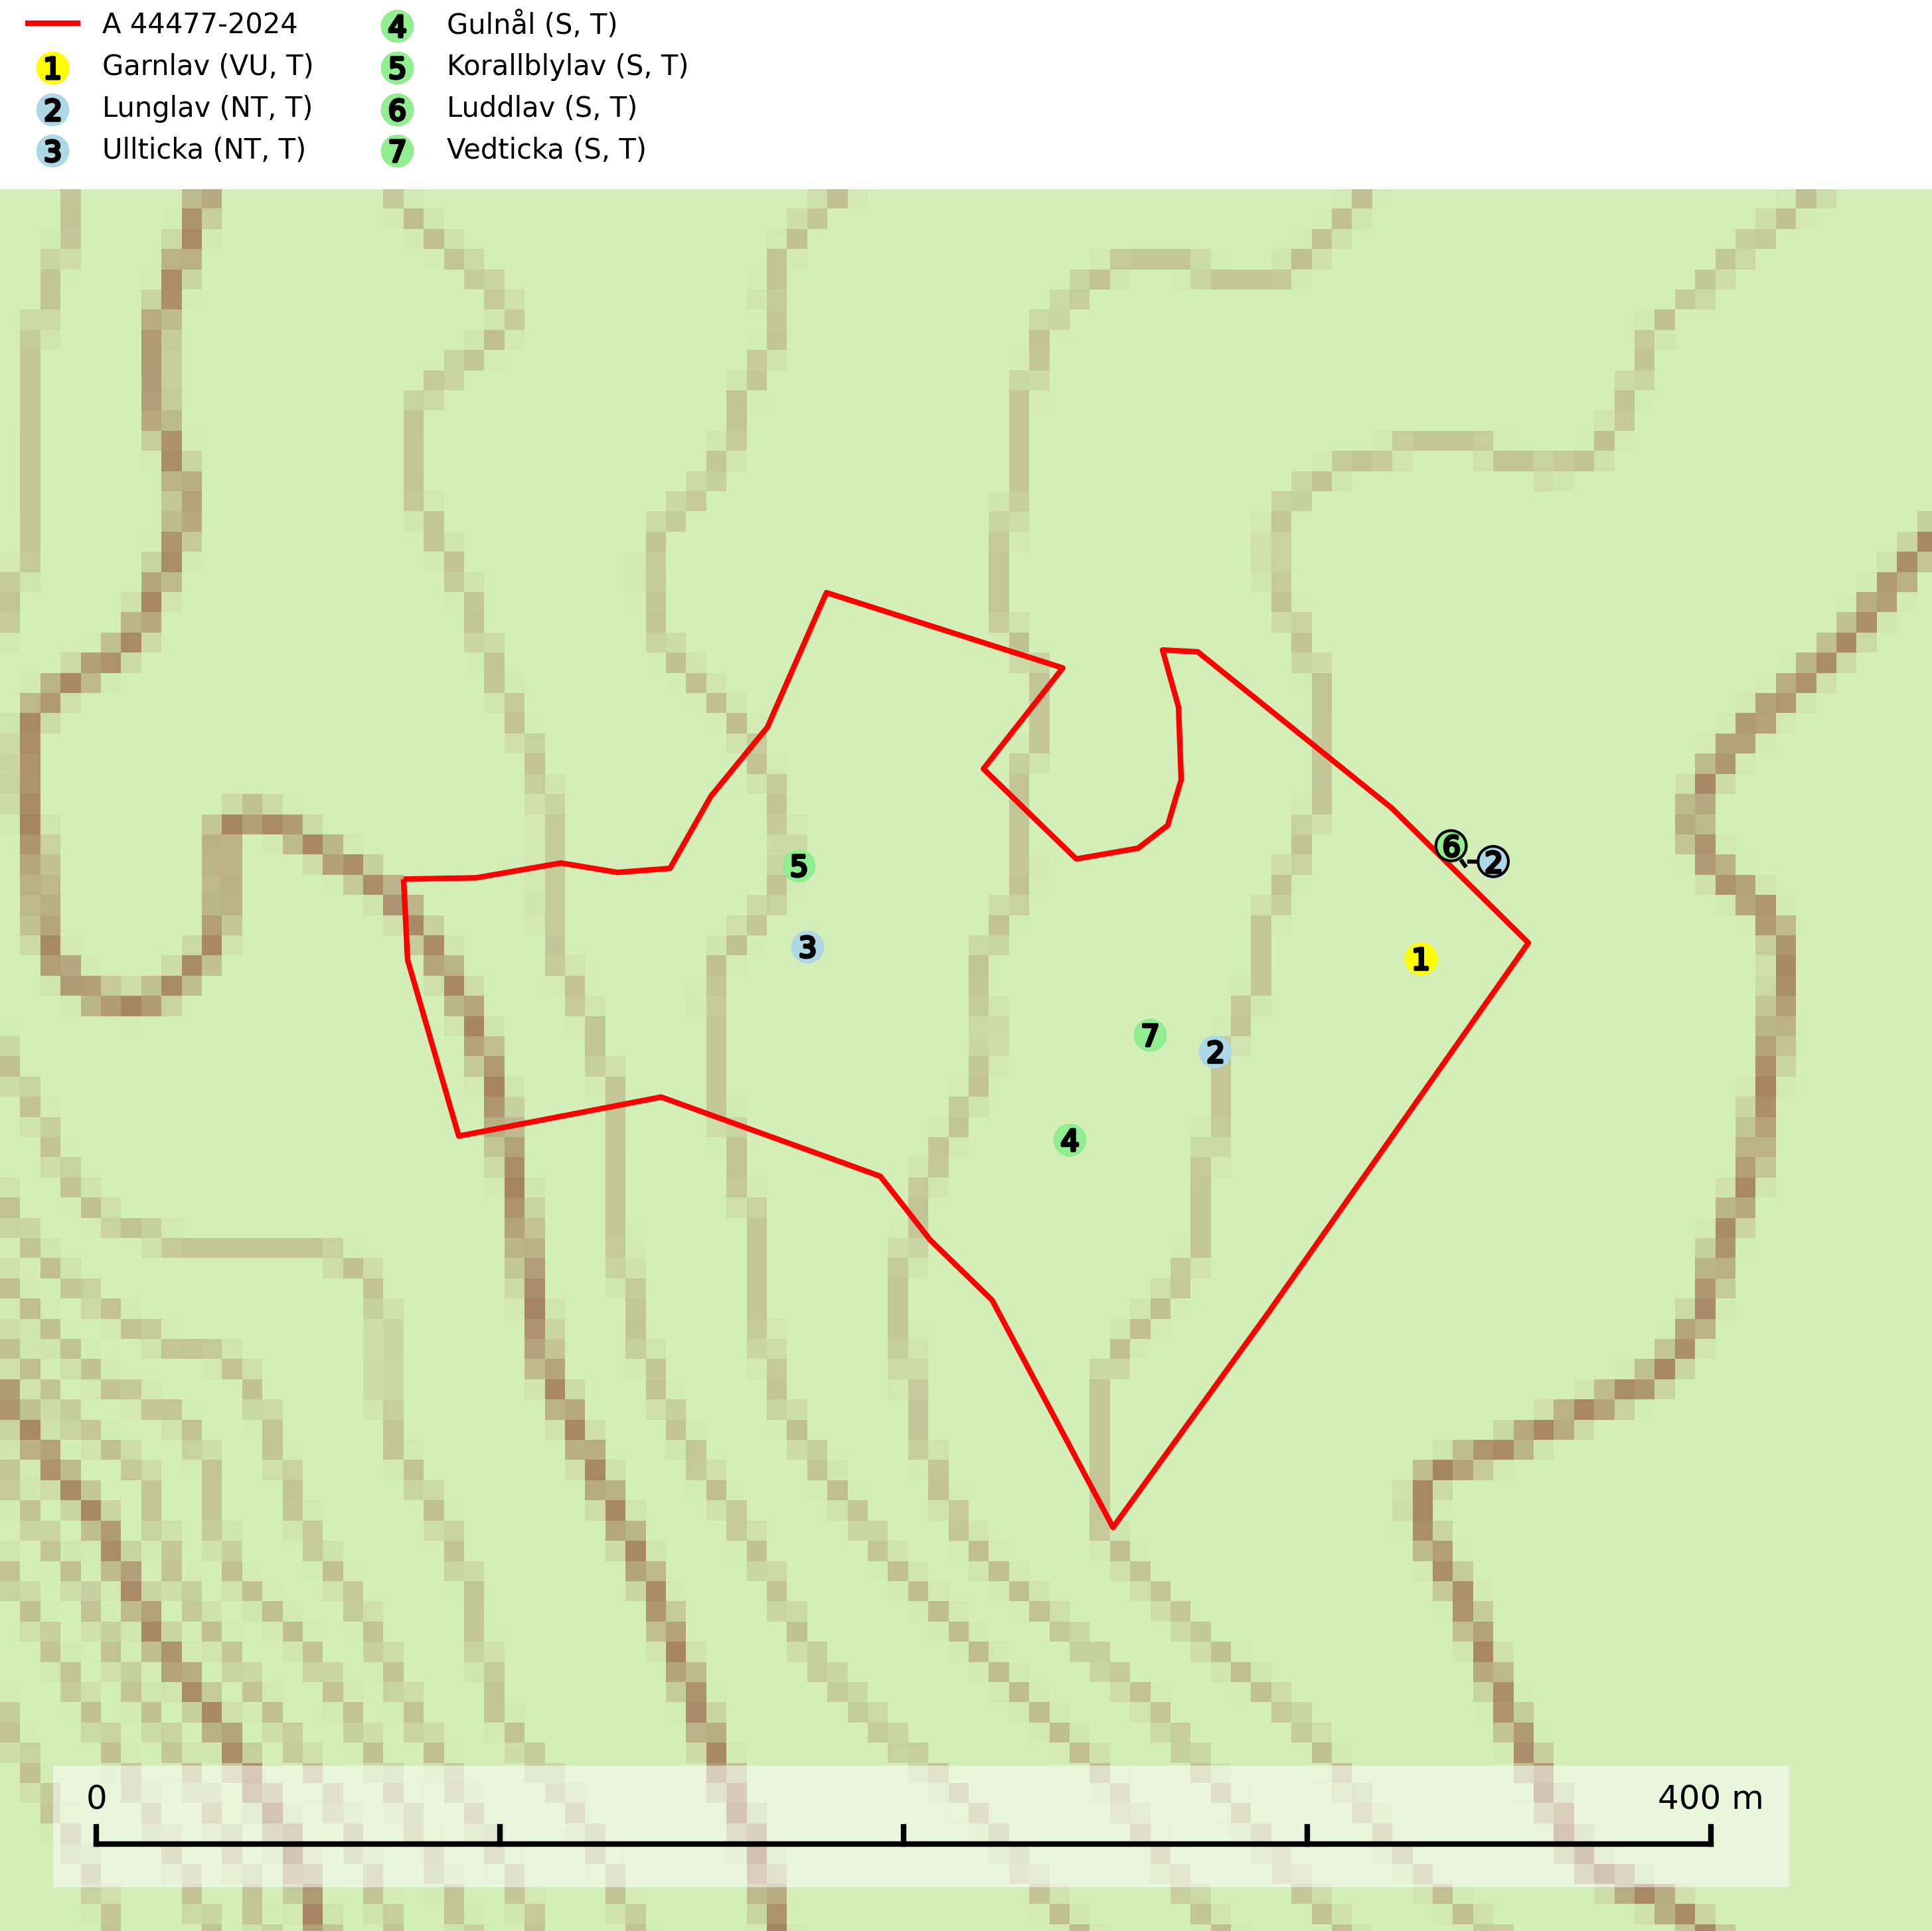 A 44477-2024
1 Garnlav (VU, T)
2 Lunglav (NT, T)
3 Ullticka (NT, T)
4 Gulnål (S, T)
5 Korallblylav (S, T)
6 Luddlav (S, T)
7 Vedticka (S, T)
6 2
5
3
1
7
2
4
0 400 m